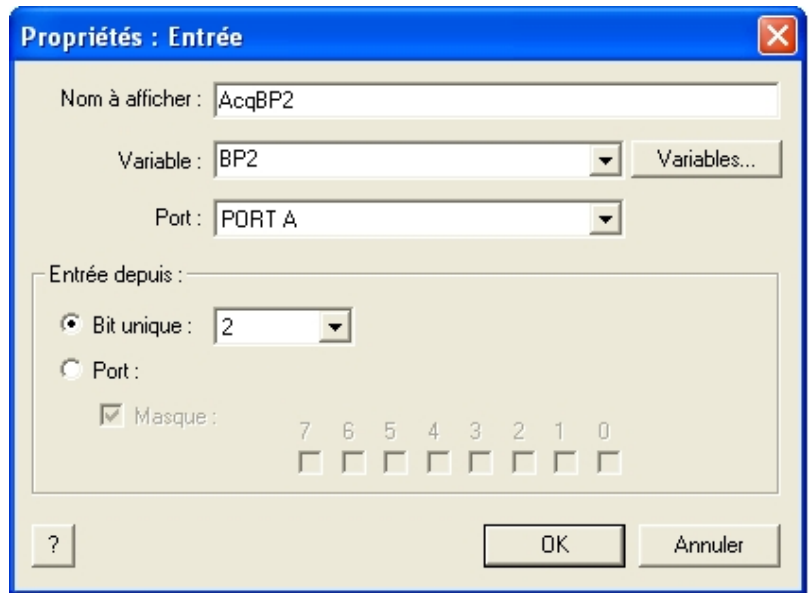 Propriétés : Entrée
Nom à afficher : AcqBP2
Variable : BP2 Variables...
Port : PORT A
Entrée depuis :
Bit unique : 2
Port :
Masque :
7 6 5 4 3 2 1 0
? OK Annuler